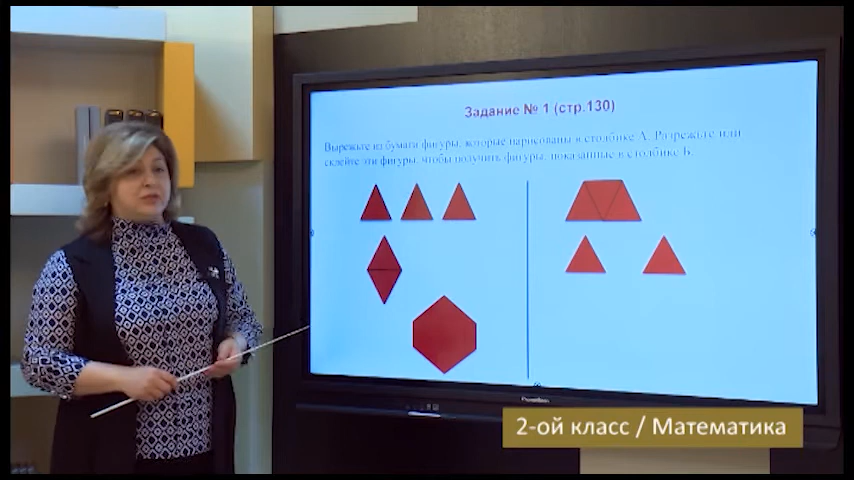 Задание № 1 (стр.130)
Вырежьте из бумаги фигуры, которые нарисованы в столбике А. Разрежьте или
склейте эти фигуры, чтобы получить фигуры, показанные в столбике Б.
2-ой класс / Математика